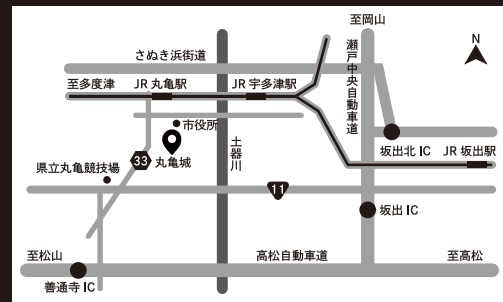 至岡山
さぬき浜街道
N
至多度津
JR 丸亀駅
JR 宇多津駅
瀬戸中央自動車道
市役所
坂出北 IC
JR 坂出駅
土器川
33
丸亀城
県立丸亀競技場
11
坂出 IC
至松山
高松自動車道
至高松
善通寺 IC